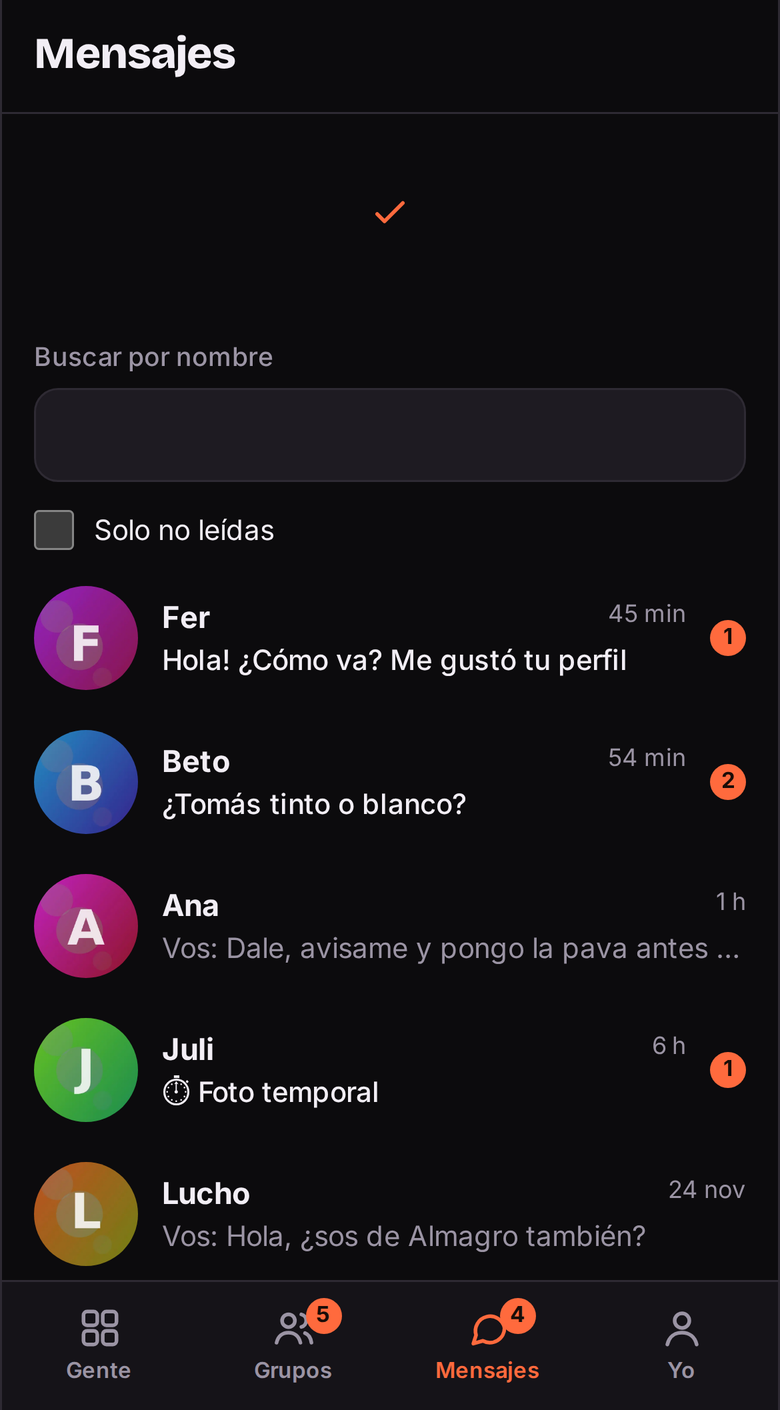 Mensajes
Buscar por nombre
Solo no leídas
F
Fer
45 min
Hola! ¿Cómo va? Me gustó tu perfil
1
B
Beto
54 min
¿Tomás tinto o blanco?
2
A
Ana
1 h
Vos: Dale, avisame y pongo la pava antes ...
J
Juli
6 h
⏱ Foto temporal
1
L
Lucho
24 nov
Vos: Hola, ¿sos de Almagro también?
5
4
Gente
Grupos
Mensajes
Yo